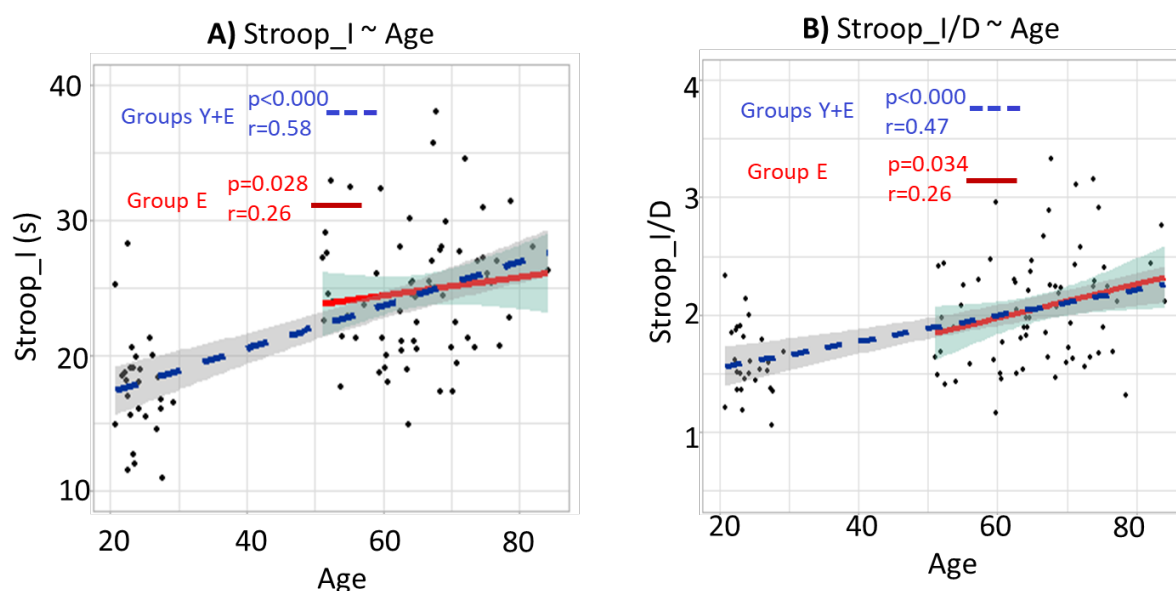 A) Stroop_I ~ Age
40
30
20
10
Groups Y+E
p<0.000
r=0.58
Group E
p=0.028
r=0.26
Stroop_I (s)
20
40
60
80
Age
B) Stroop_I/D ~ Age
4
3
2
1
Groups Y+E
p<0.000
r=0.47
Group E
p=0.034
r=0.26
Stroop_I/D
20
40
60
80
Age